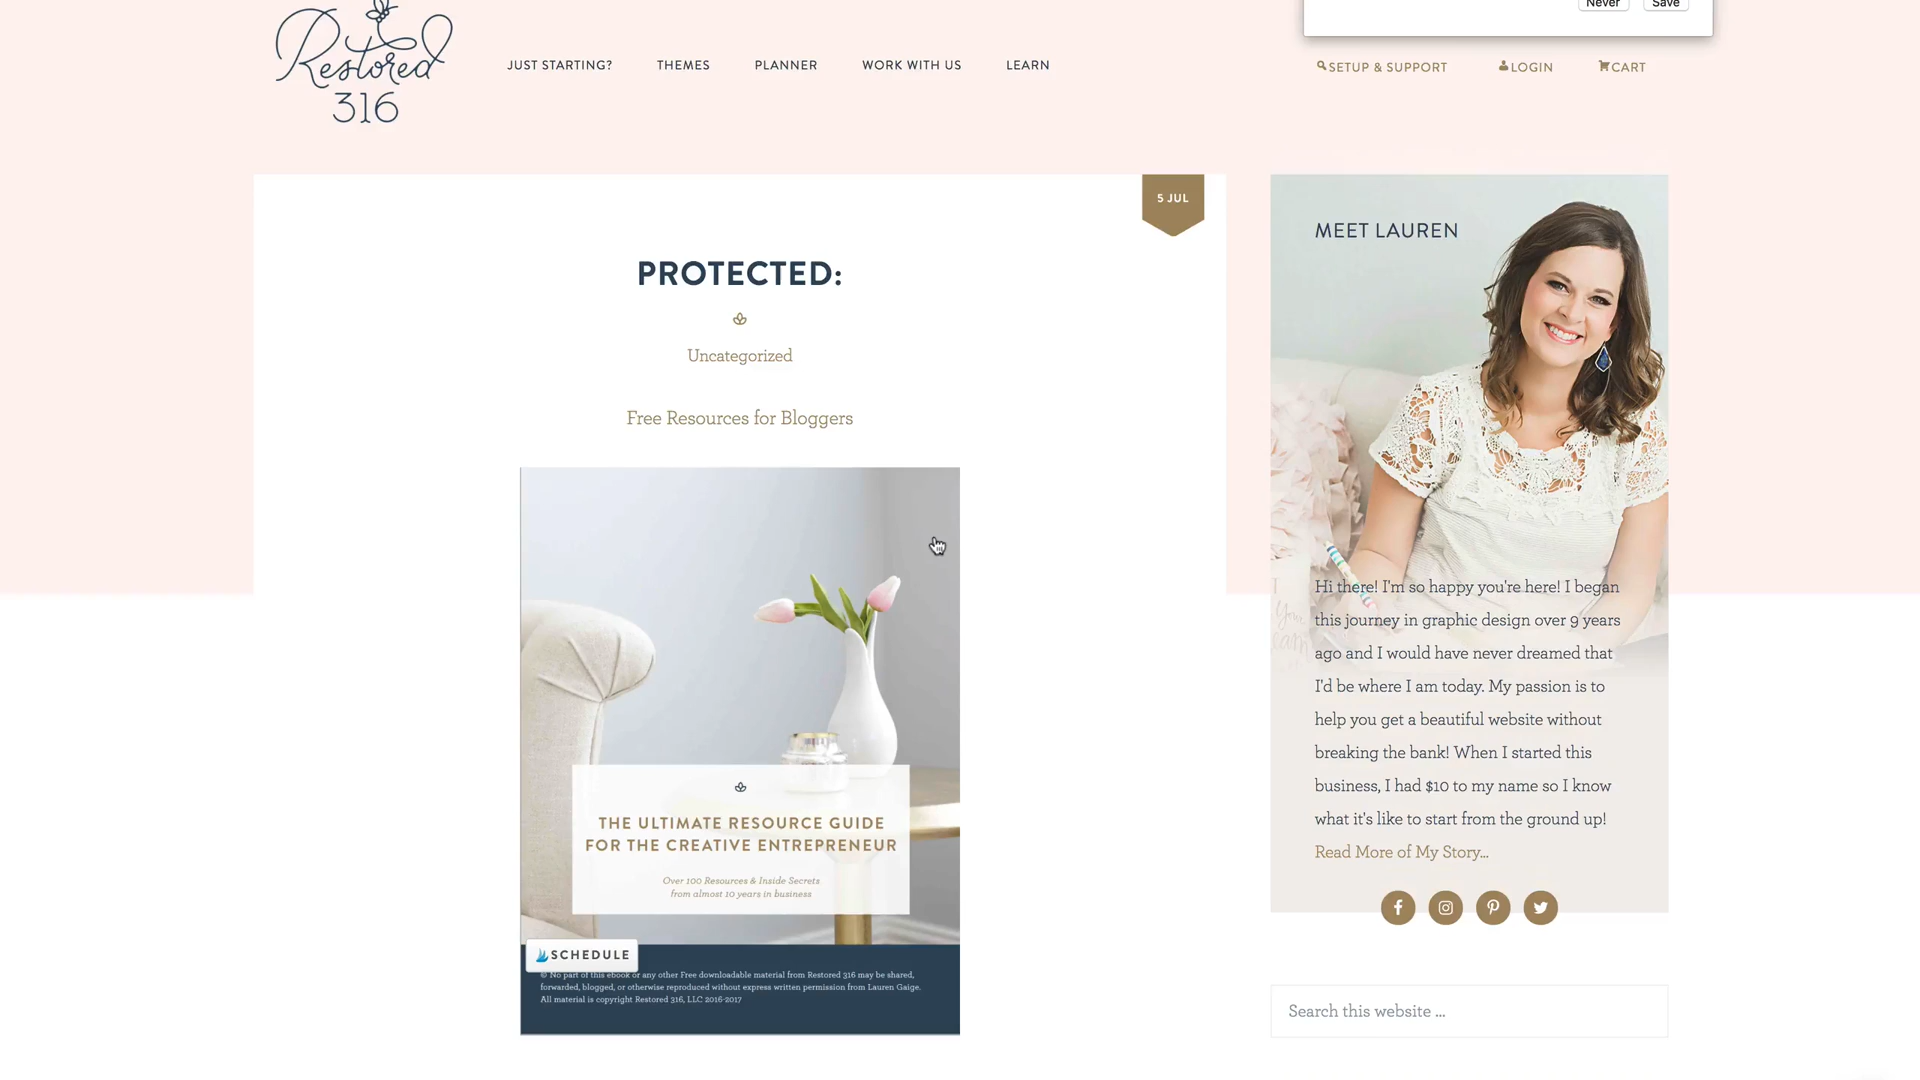 Never
Save
Restored
316
JUST STARTING?
THEMES
PLANNER
WORK WITH US
LEARN
SETUP & SUPPORT
LOGIN
CART
5 JUL
PROTECTED:
Uncategorized
Free Resources for Bloggers
THE ULTIMATE RESOURCE GUIDE
FOR THE CREATIVE ENTREPRENEUR
Over 100 Resources & Inside Secrets
from almost 10 years in business
SCHEDULE
© No part of this ebook or any other Free downloadable material from Restored 316 may be shared,
forwarded, blogged, or otherwise reproduced without express written permission from Lauren Gaige.
All material is copyright Restored 316, LLC 2016-2017
MEET LAUREN
Hi there! I'm so happy you're here! I began
this journey in graphic design over 9 years
ago and I would have never dreamed that
I'd be where I am today. My passion is to
help you get a beautiful website without
breaking the bank! When I started this
business, I had $10 to my name so I know
what it's like to start from the ground up!
Read More of My Story...
Search this website ...